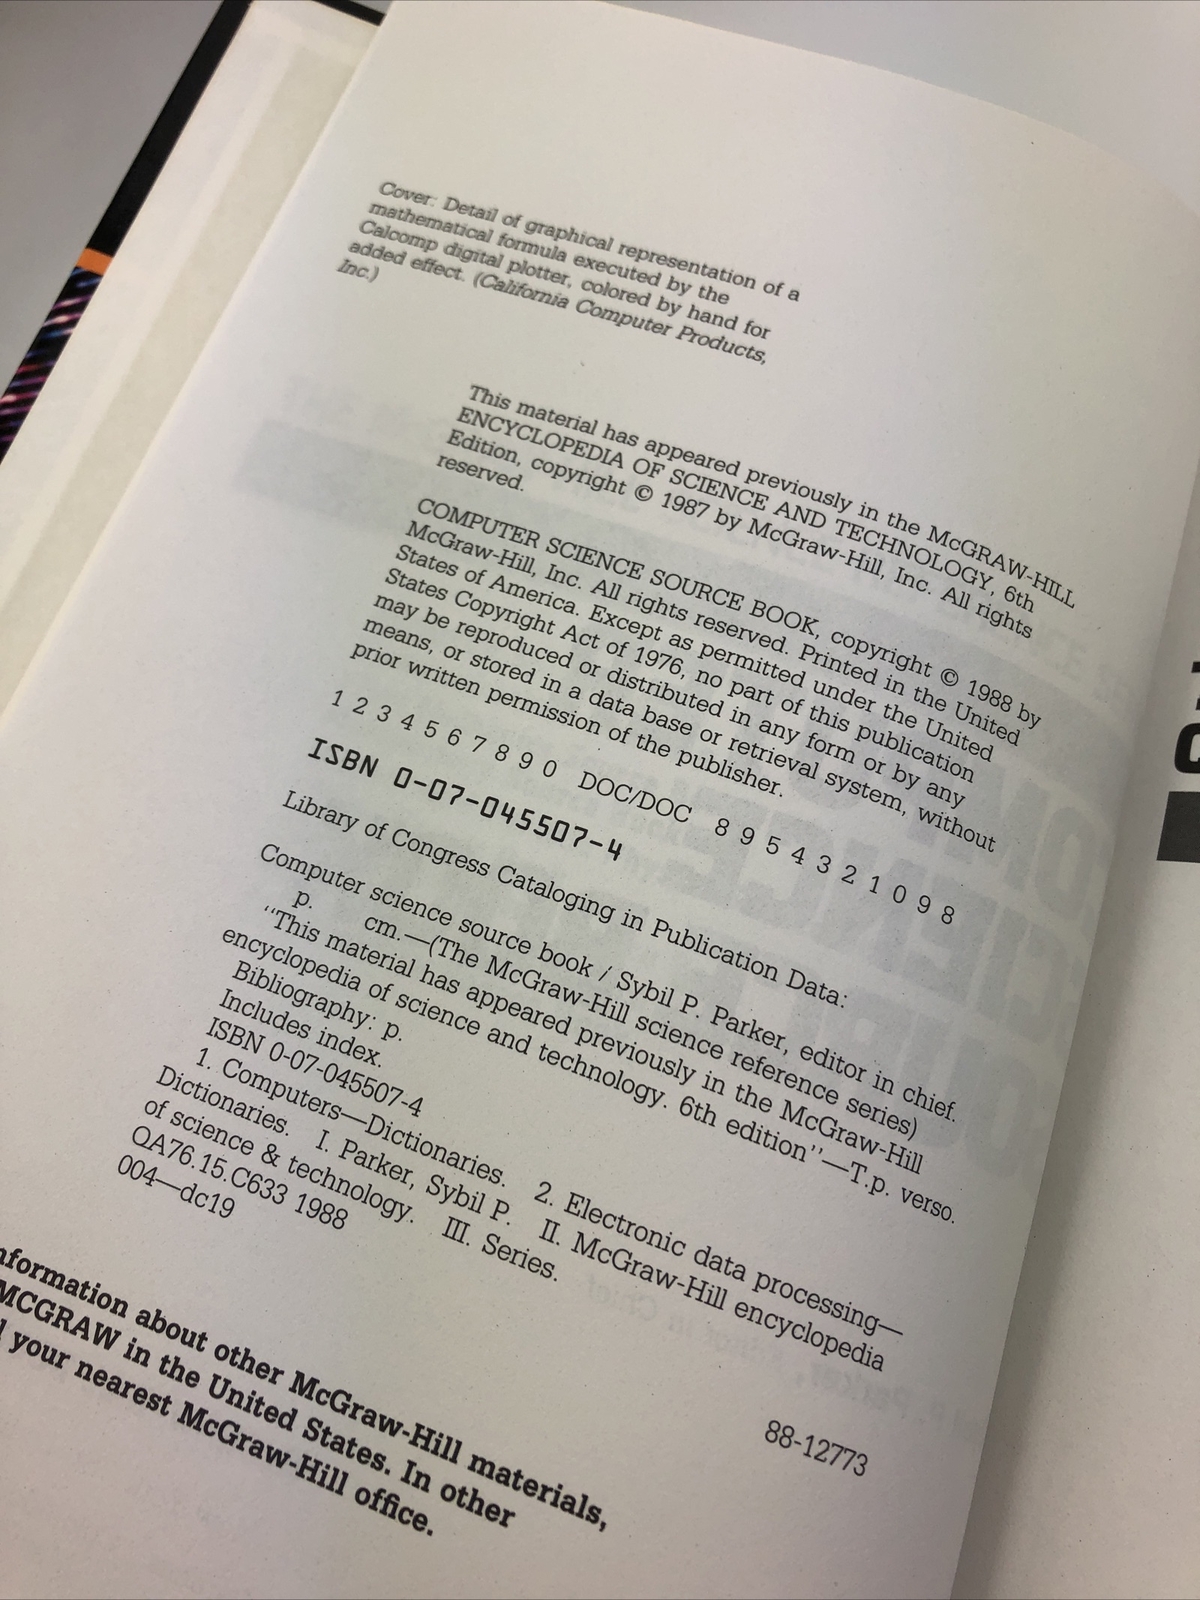 Cover: Detail of graphical representation of a
mathematical formula executed by the
Calcomp digital plotter, colored by hand for
added effect. (California Computer Products,
Inc.)
This material has appeared previously in the McGRAW-HILL
ENCYCLOPEDIA OF SCIENCE AND TECHNOLOGY, 6th
Edition, copyright © 1987 by McGraw-Hill, Inc. All rights
reserved.
COMPUTER SCIENCE SOURCE BOOK, copyright © 1988 by
McGraw-Hill, Inc. All rights reserved. Printed in the United
States of America. Except as permitted under the United
States Copyright Act of 1976, no part of this publication
may be reproduced or distributed in any form or by any
means, or stored in a data base or retrieval system, without
prior written permission of the publisher.
1 2 3 4 5 6 7 8 9 0 DOC/DOC 8 9 5 4 3 2 1 0 9 8
ISBN 0-07-045507-4
Library of Congress Cataloging in Publication Data:
Computer science source book / Sybil P. Parker, editor in chief.
p. cm.—(The McGraw-Hill science reference series)
“This material has appeared previously in the McGraw-Hill
encyclopedia of science and technology. 6th edition”—T.p. verso.
Bibliography: p.
Includes index.
ISBN 0-07-045507-4
1. Computers—Dictionaries. 2. Electronic data processing—
Dictionaries. I. Parker, Sybil P. II. McGraw-Hill encyclopedia
of science & technology. III. Series.
QA76.15.C633 1988
004—dc19
88-12773
information about other McGraw-Hill materials,
MCGRAW in the United States. In other
your nearest McGraw-Hill office.